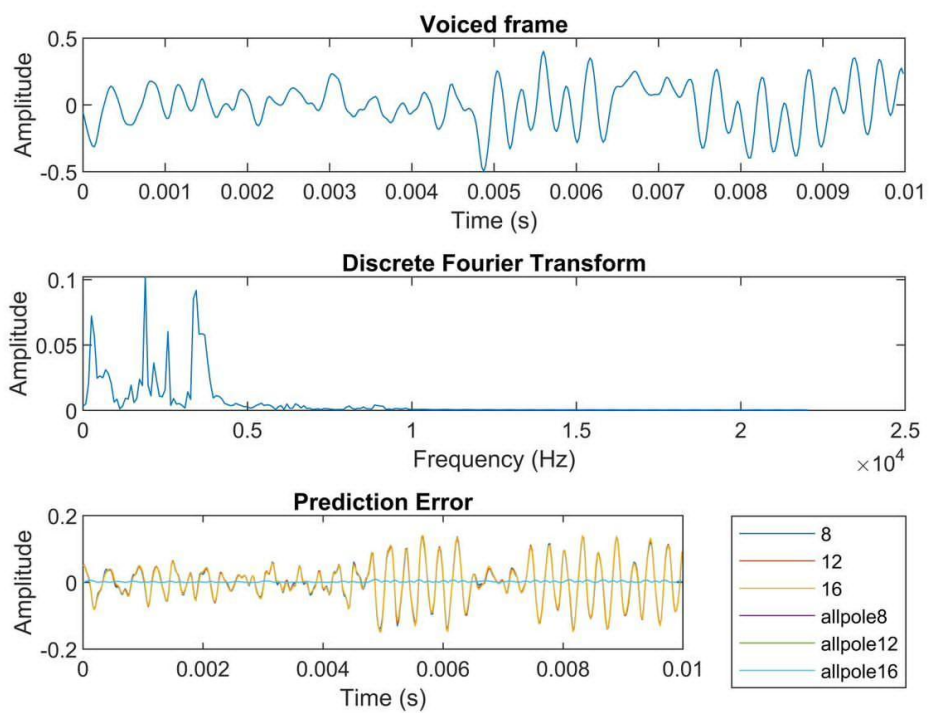 Voiced frame
Amplitude
0.5
0
-0.5
0 0.001 0.002 0.003 0.004 0.005 0.006 0.007 0.008 0.009 0.01
Time (s)
Discrete Fourier Transform
Amplitude
0.1
0.05
0
0 0.5 1 1.5 2 2.5
Frequency (Hz)
×10⁴
Prediction Error
Amplitude
0.2
0
-0.2
0 0.002 0.004 0.006 0.008 0.01
Time (s)
8
12
16
allpole8
allpole12
allpole16